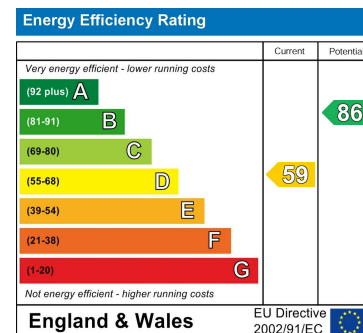 Energy Efficiency Rating
Current
Potential
Very energy efficient - lower running costs
(92 plus) A
(81-91) B
86
(69-80) C
(55-68) D
59
(39-54) E
(21-38) F
(1-20) G
Not energy efficient - higher running costs
England & Wales
EU Directive
2002/91/EC